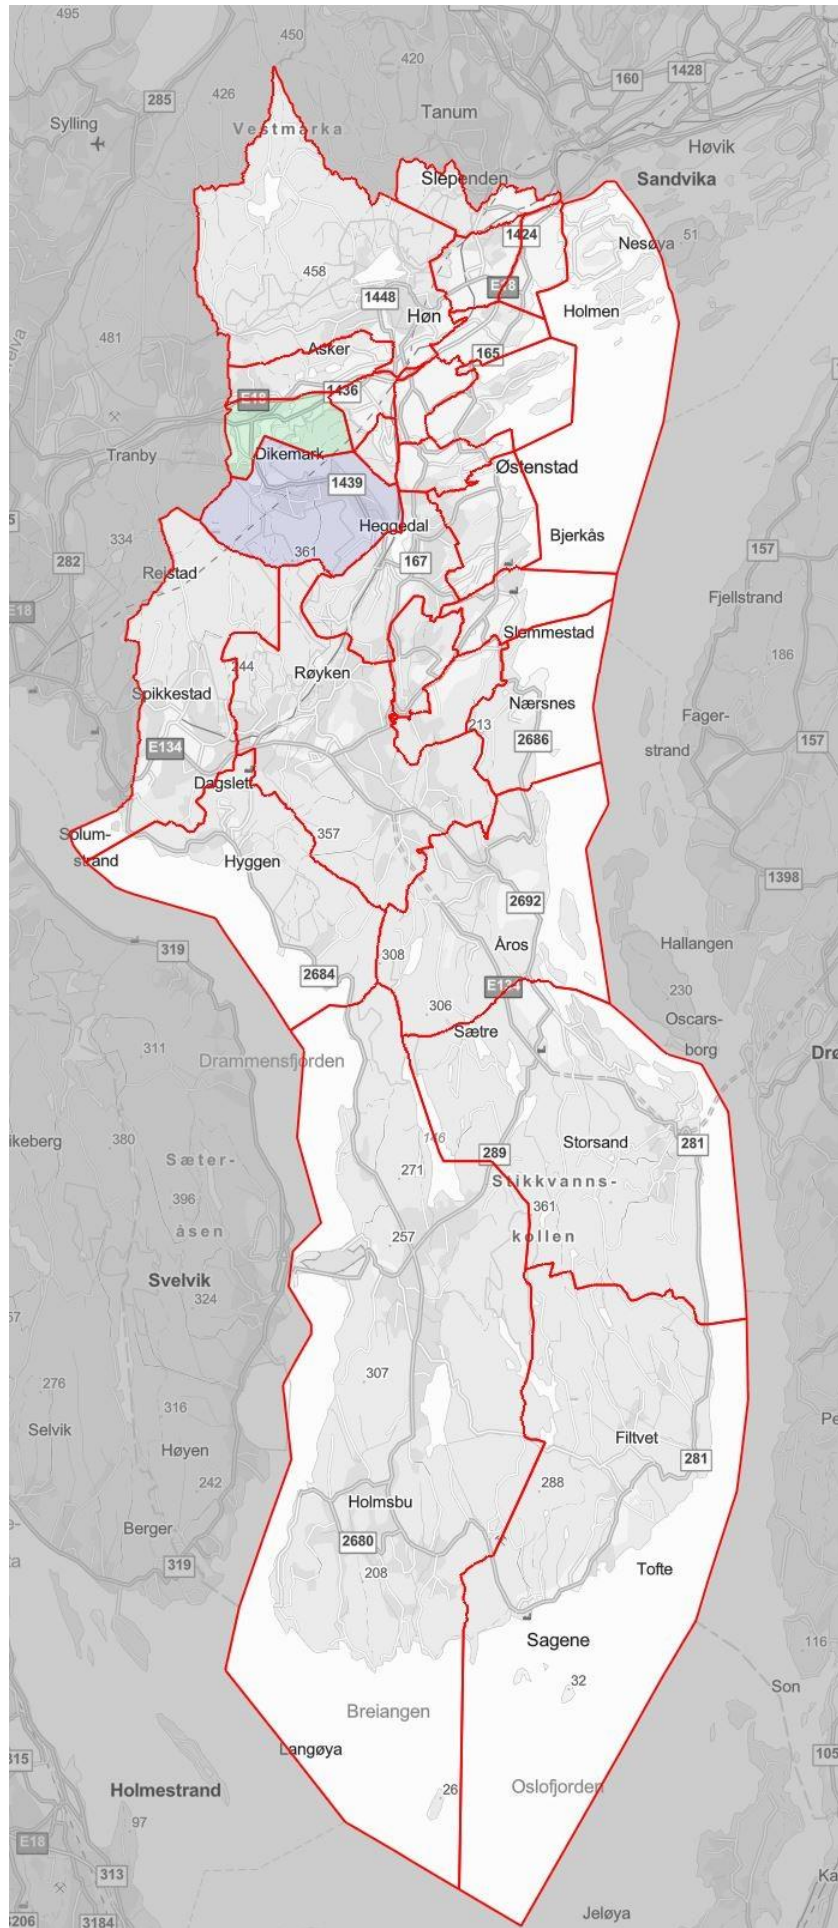 495
450
420
160
1428
285
426
Tanum
Sylling
Vestmarka
Høvik
Slependen
Sandvika
1424
Nesøya
51
458
E18
1448
Holmen
Høn
481
Asker
165
E18
1436
Tranby
Dikemark
Østenstad
1439
Heggedal
334
Bjerkås
361
157
282
167
Reistad
Fjellstrand
E18
Slemmestad
186
244
Røyken
Spikkestad
Nærsnes
213
Fager-
strand
2686
157
E134
Dagslett
357
Solum-
strand
Hyggen
1398
2692
319
308
Åros
Hallangen
2684
E134
230
306
Oscars-
borg
Sætre
311
Drammensfjorden
Drø
ikeberg
380
146
Storsand
281
Sæter-
289
271
Stikkvanns-
396
361
åsen
257
kollen
Svelvik
324
57
307
276
316
Selvik
Filtvet
Høyen
281
242
288
Holmsbu
Berger
2680
319
208
Tofte
Sagene
116
32
Son
Breiangen
315
Langøya
105
Holmestrand
26
Oslofjorden
97
E18
313
Ka
Jeløya
3206
3184